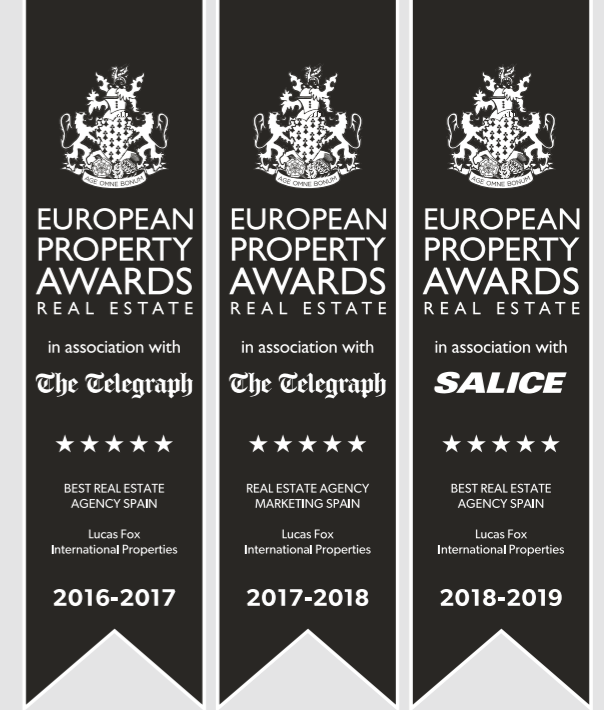 AGE OMNE BONUM
EUROPEAN
PROPERTY
AWARDS
REAL ESTATE
in association with
The Telegraph
BEST REAL ESTATE
AGENCY SPAIN
Lucas Fox
International Properties
2016-2017
AGE OMNE BONUM
EUROPEAN
PROPERTY
AWARDS
REAL ESTATE
in association with
The Telegraph
REAL ESTATE AGENCY
MARKETING SPAIN
Lucas Fox
International Properties
2017-2018
AGE OMNE BONUM
EUROPEAN
PROPERTY
AWARDS
REAL ESTATE
in association with
SALICE
BEST REAL ESTATE
AGENCY SPAIN
Lucas Fox
International Properties
2018-2019